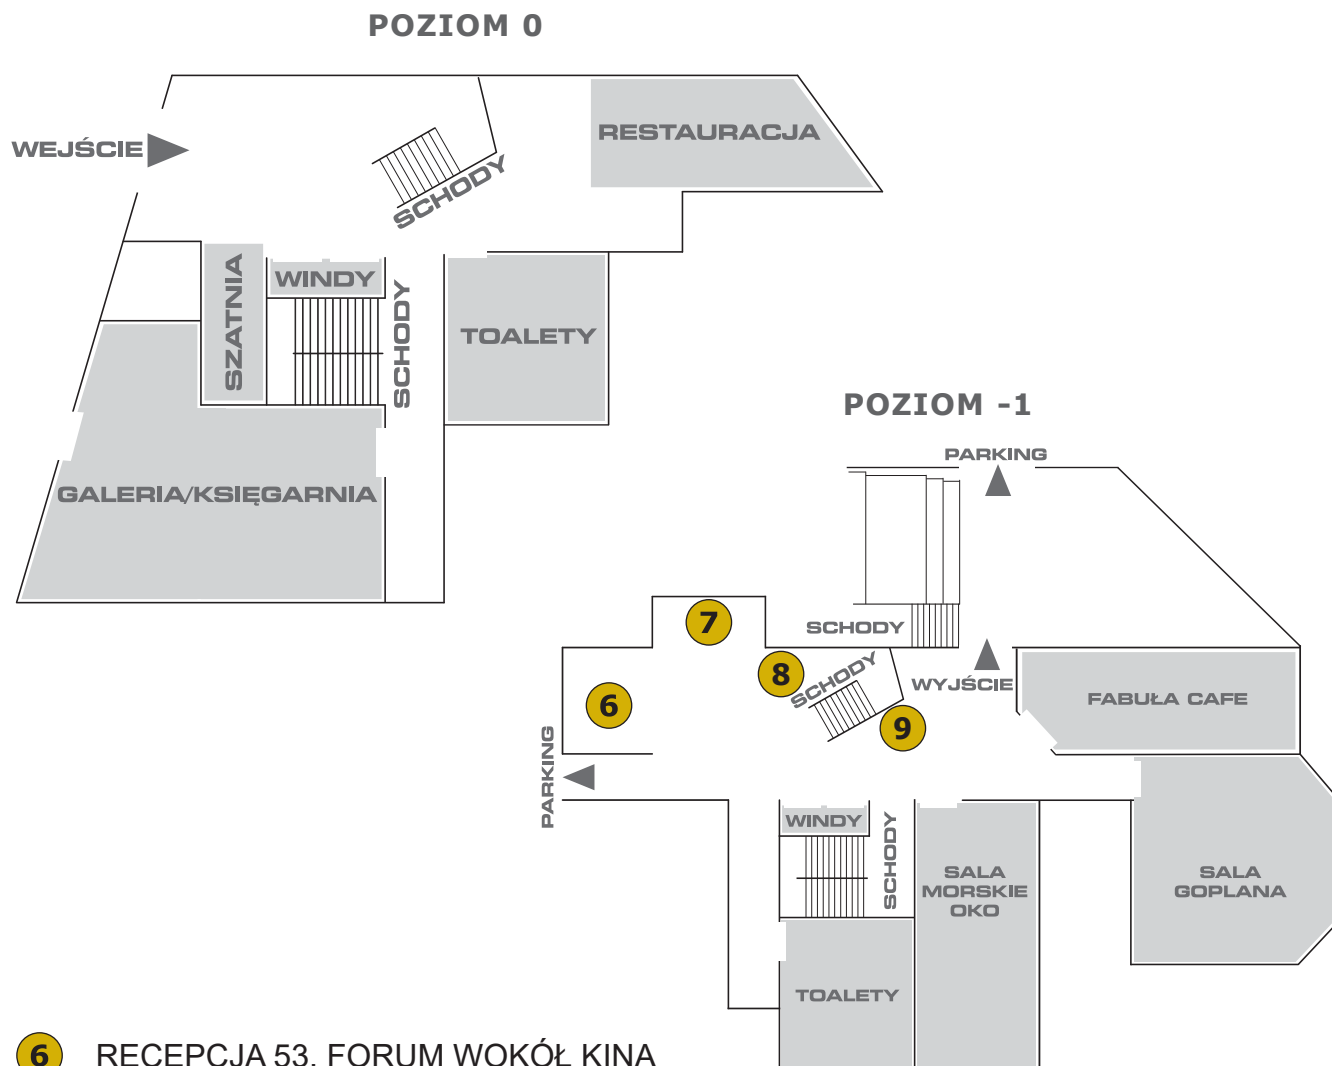 POZIOM 0
WEJŚCIE
RESTAURACJA
SCHODY
SZATNIA
WINDY
SCHODY
TOALETY
GALERIA/KSIĘGARNIA
POZIOM -1
PARKING
SCHODY
7
8
SCHODY
WYJŚCIE
FABUŁA CAFE
6
9
PARKING
WINDY
SCHODY
SALA
MORSKIE
OKO
SALA
GOPLANA
TOALETY
6 RECEPCJA 53. FORUM WOKÓŁ KINA